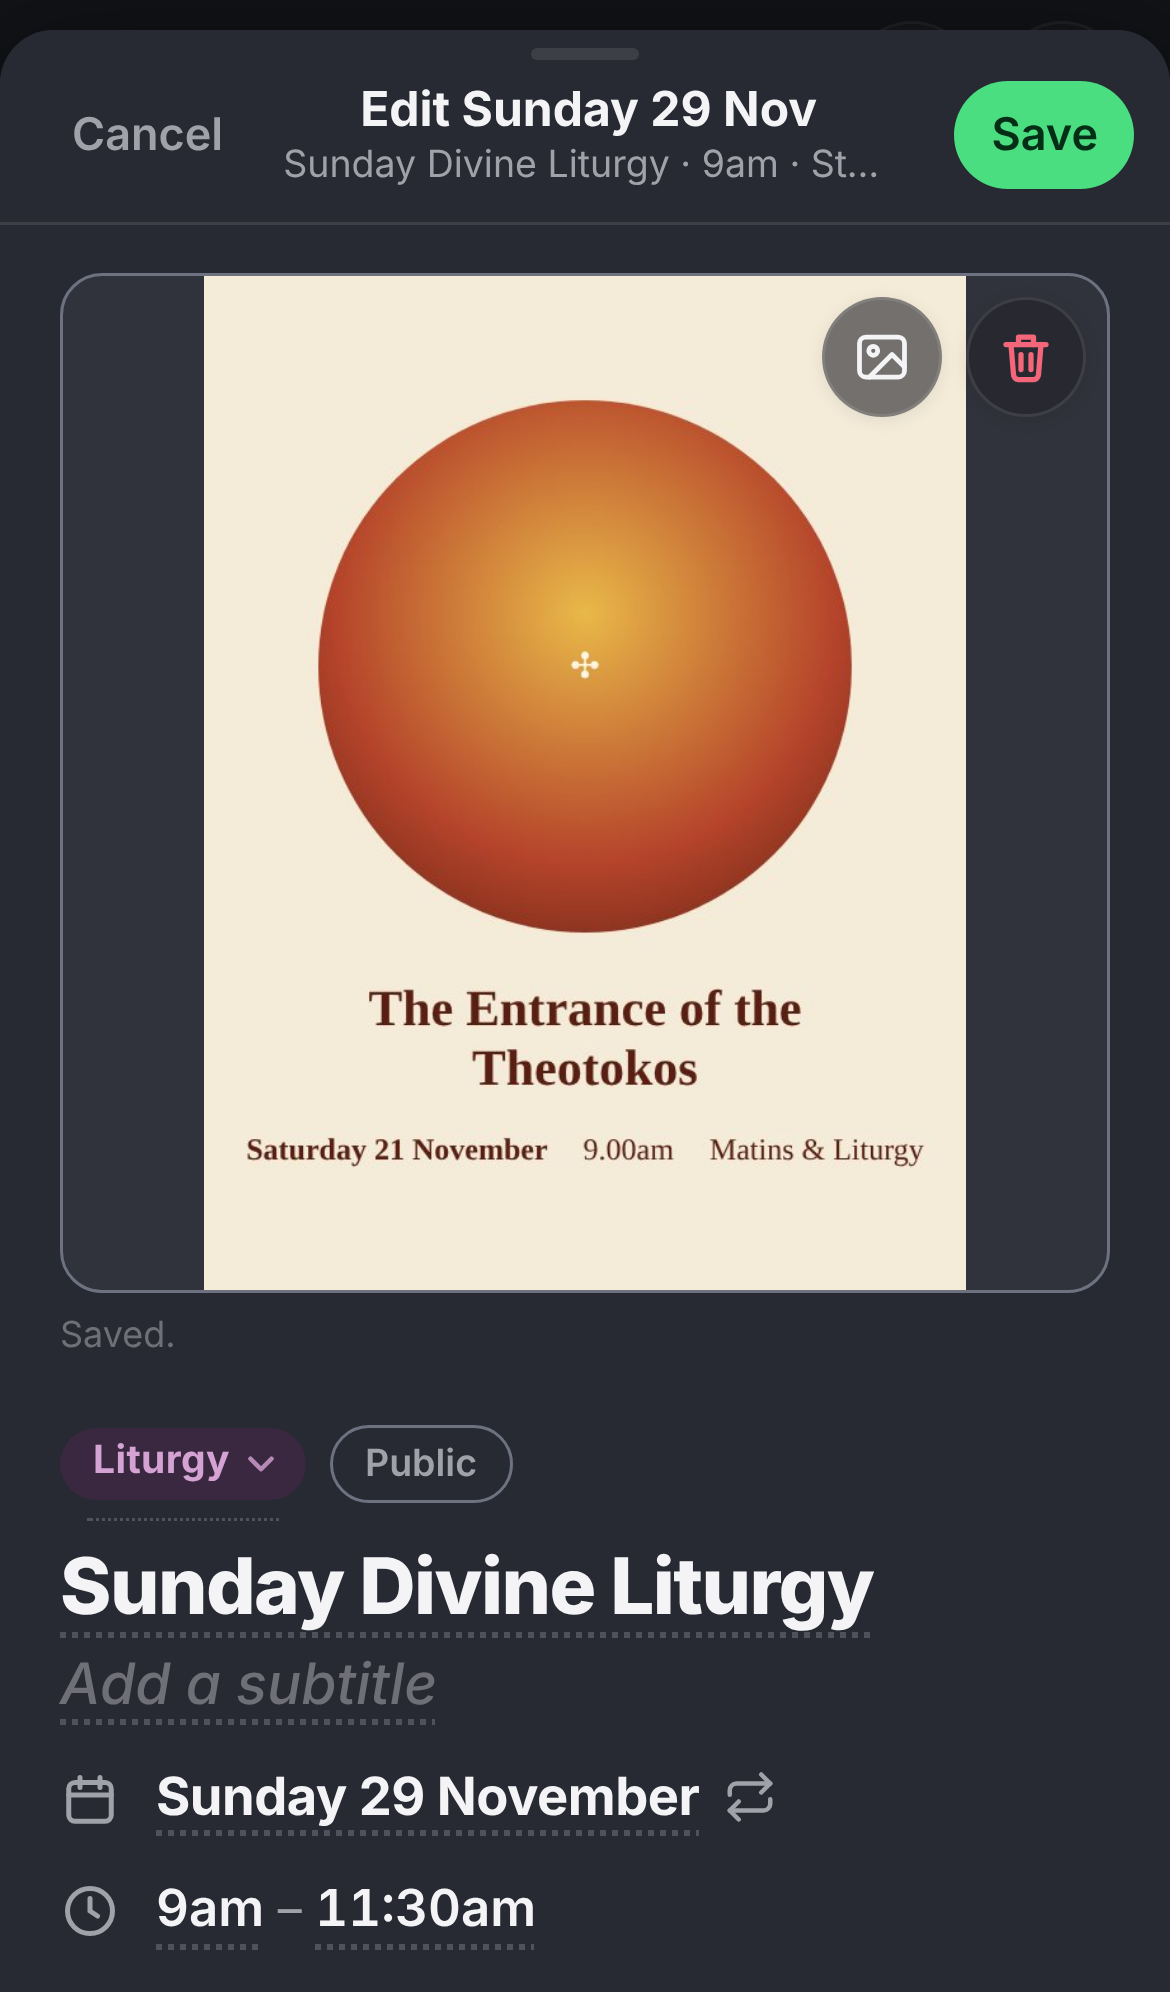 Cancel
Edit Sunday 29 Nov
Sunday Divine Liturgy · 9am · St...
Save
The Entrance of the
Theotokos
Saturday 21 November 9.00am Matins & Liturgy
Saved.
Liturgy
Public
Sunday Divine Liturgy
Add a subtitle
Sunday 29 November
9am – 11:30am